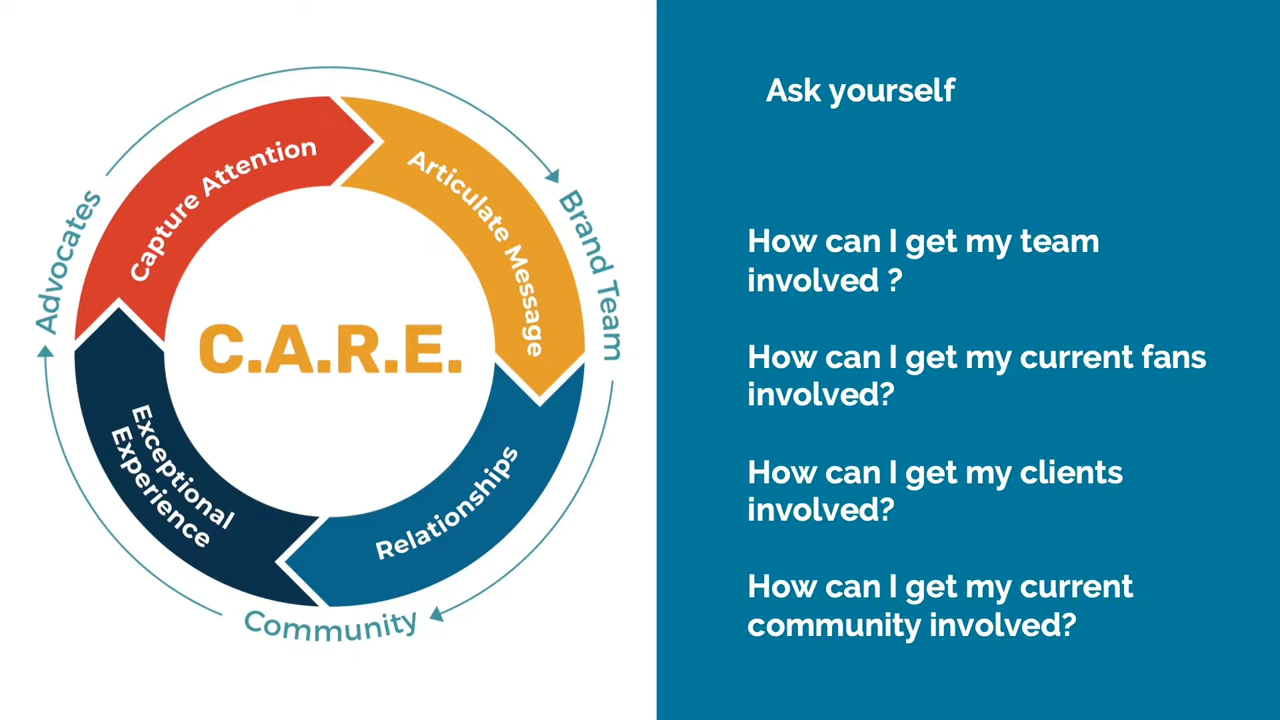 Capture Attention
Articulate Message
Relationships
Exceptional
Experience
C.A.R.E.
Advocates
Brand Team
Community
Ask yourself
How can I get my team
involved ?
How can I get my current fans
involved?
How can I get my clients
involved?
How can I get my current
community involved?